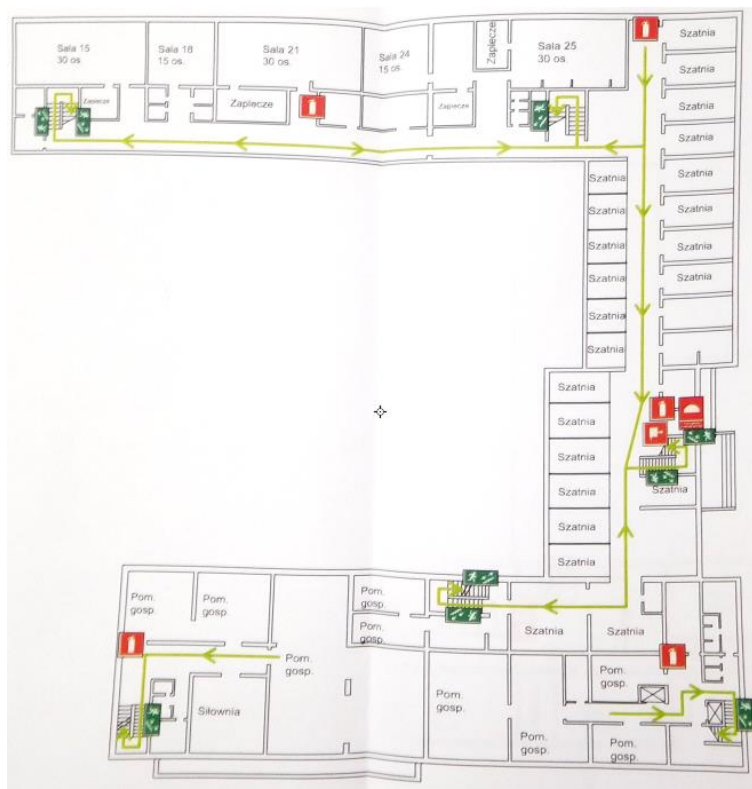 Sala 15
30 os.
Sala 18
15 os.
Sala 21
30 os.
Sala 24
15 os.
Zaplecze
Sala 25
30 os.
Szatnia
Szatnia
Szatnia
Szatnia
Szatnia
Szatnia
Szatnia
Szatnia
Zaplecze
Zaplecze
Zaplecze
Szatnia
Szatnia
Szatnia
Szatnia
Szatnia
Szatnia
Szatnia
Szatnia
Szatnia
Szatnia
Szatnia
Szatnia
Szatnia
Pom.
gosp.
Pom.
gosp.
Pom.
gosp.
Pom.
gosp.
Szatnia
Szatnia
Pom.
gosp.
Siłownia
Pom.
gosp.
Pom.
gosp.
Pom.
gosp.
Pom.
gosp.